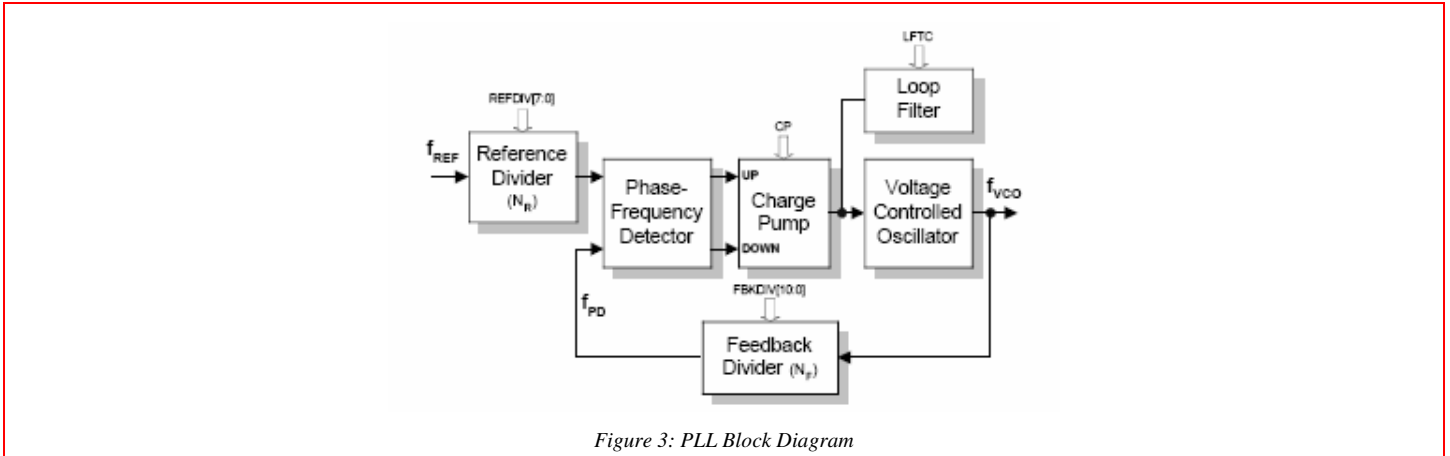 LFTC
Loop
Filter
REFDIV[7:0]
CP
fREF
Reference
Divider
(NR)
Phase-
Frequency
Detector
UP
Charge
Pump
DOWN
Voltage
Controlled
Oscillator
fVCO
FBKDIV[10:0]
fPD
Feedback
Divider (NF)
Figure 3: PLL Block Diagram